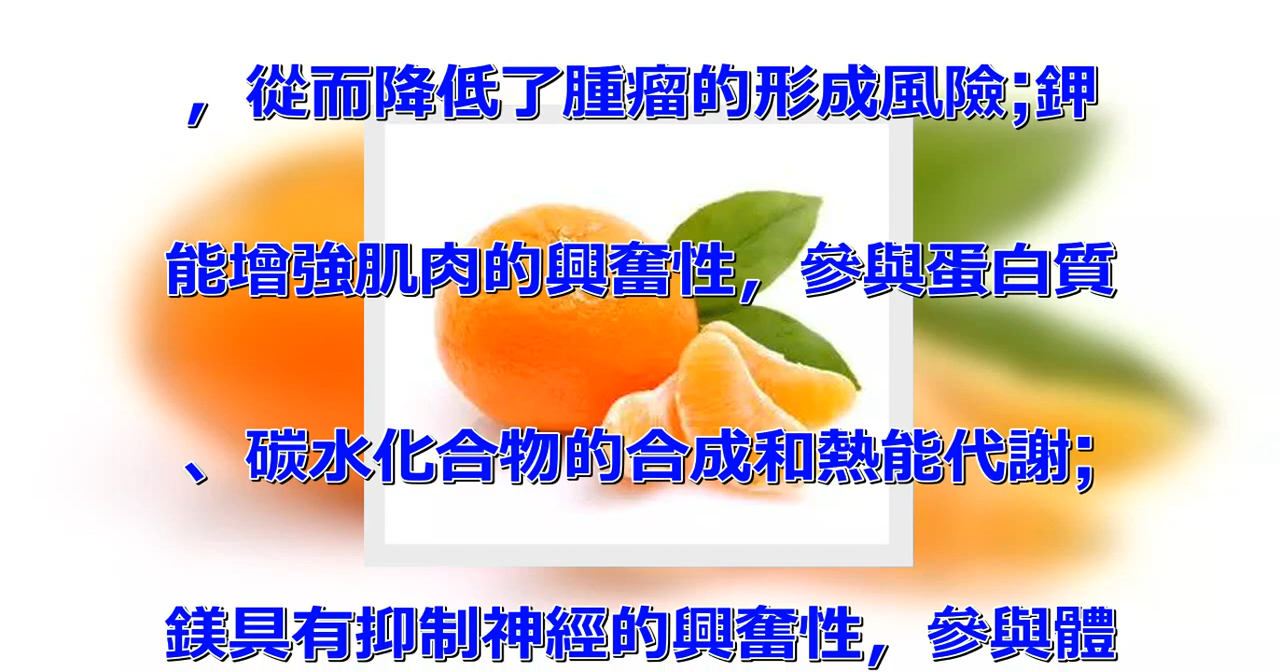 ，從而降低了腫瘤的形成風險;鉀
能增強肌肉的興奮性，參與蛋白質
、碳水化合物的合成和熱能代謝;
鎂具有抑制神經的興奮性，參與體